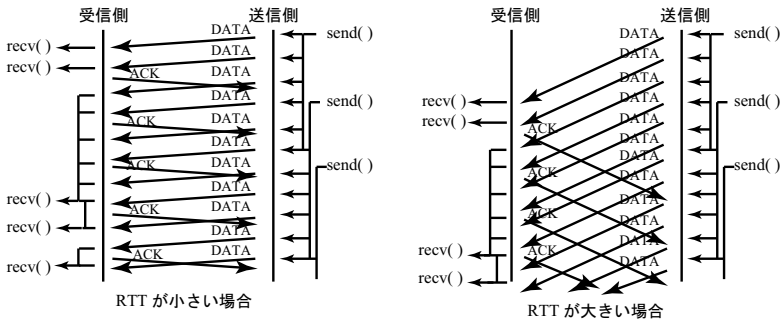 受信側
送信側
DATA
DATA
DATA
DATA
DATA
DATA
DATA
DATA
DATA
DATA
DATA
send( )
send( )
send( )
recv( )
recv( )
recv( )
recv( )
recv( )
ACK
ACK
ACK
ACK
ACK
RTT が小さい場合
受信側
送信側
DATA
DATA
DATA
DATA
DATA
DATA
DATA
DATA
DATA
DATA
DATA
send( )
send( )
send( )
recv( )
recv( )
recv( )
recv( )
ACK
ACK
ACK
ACK
RTT が大きい場合